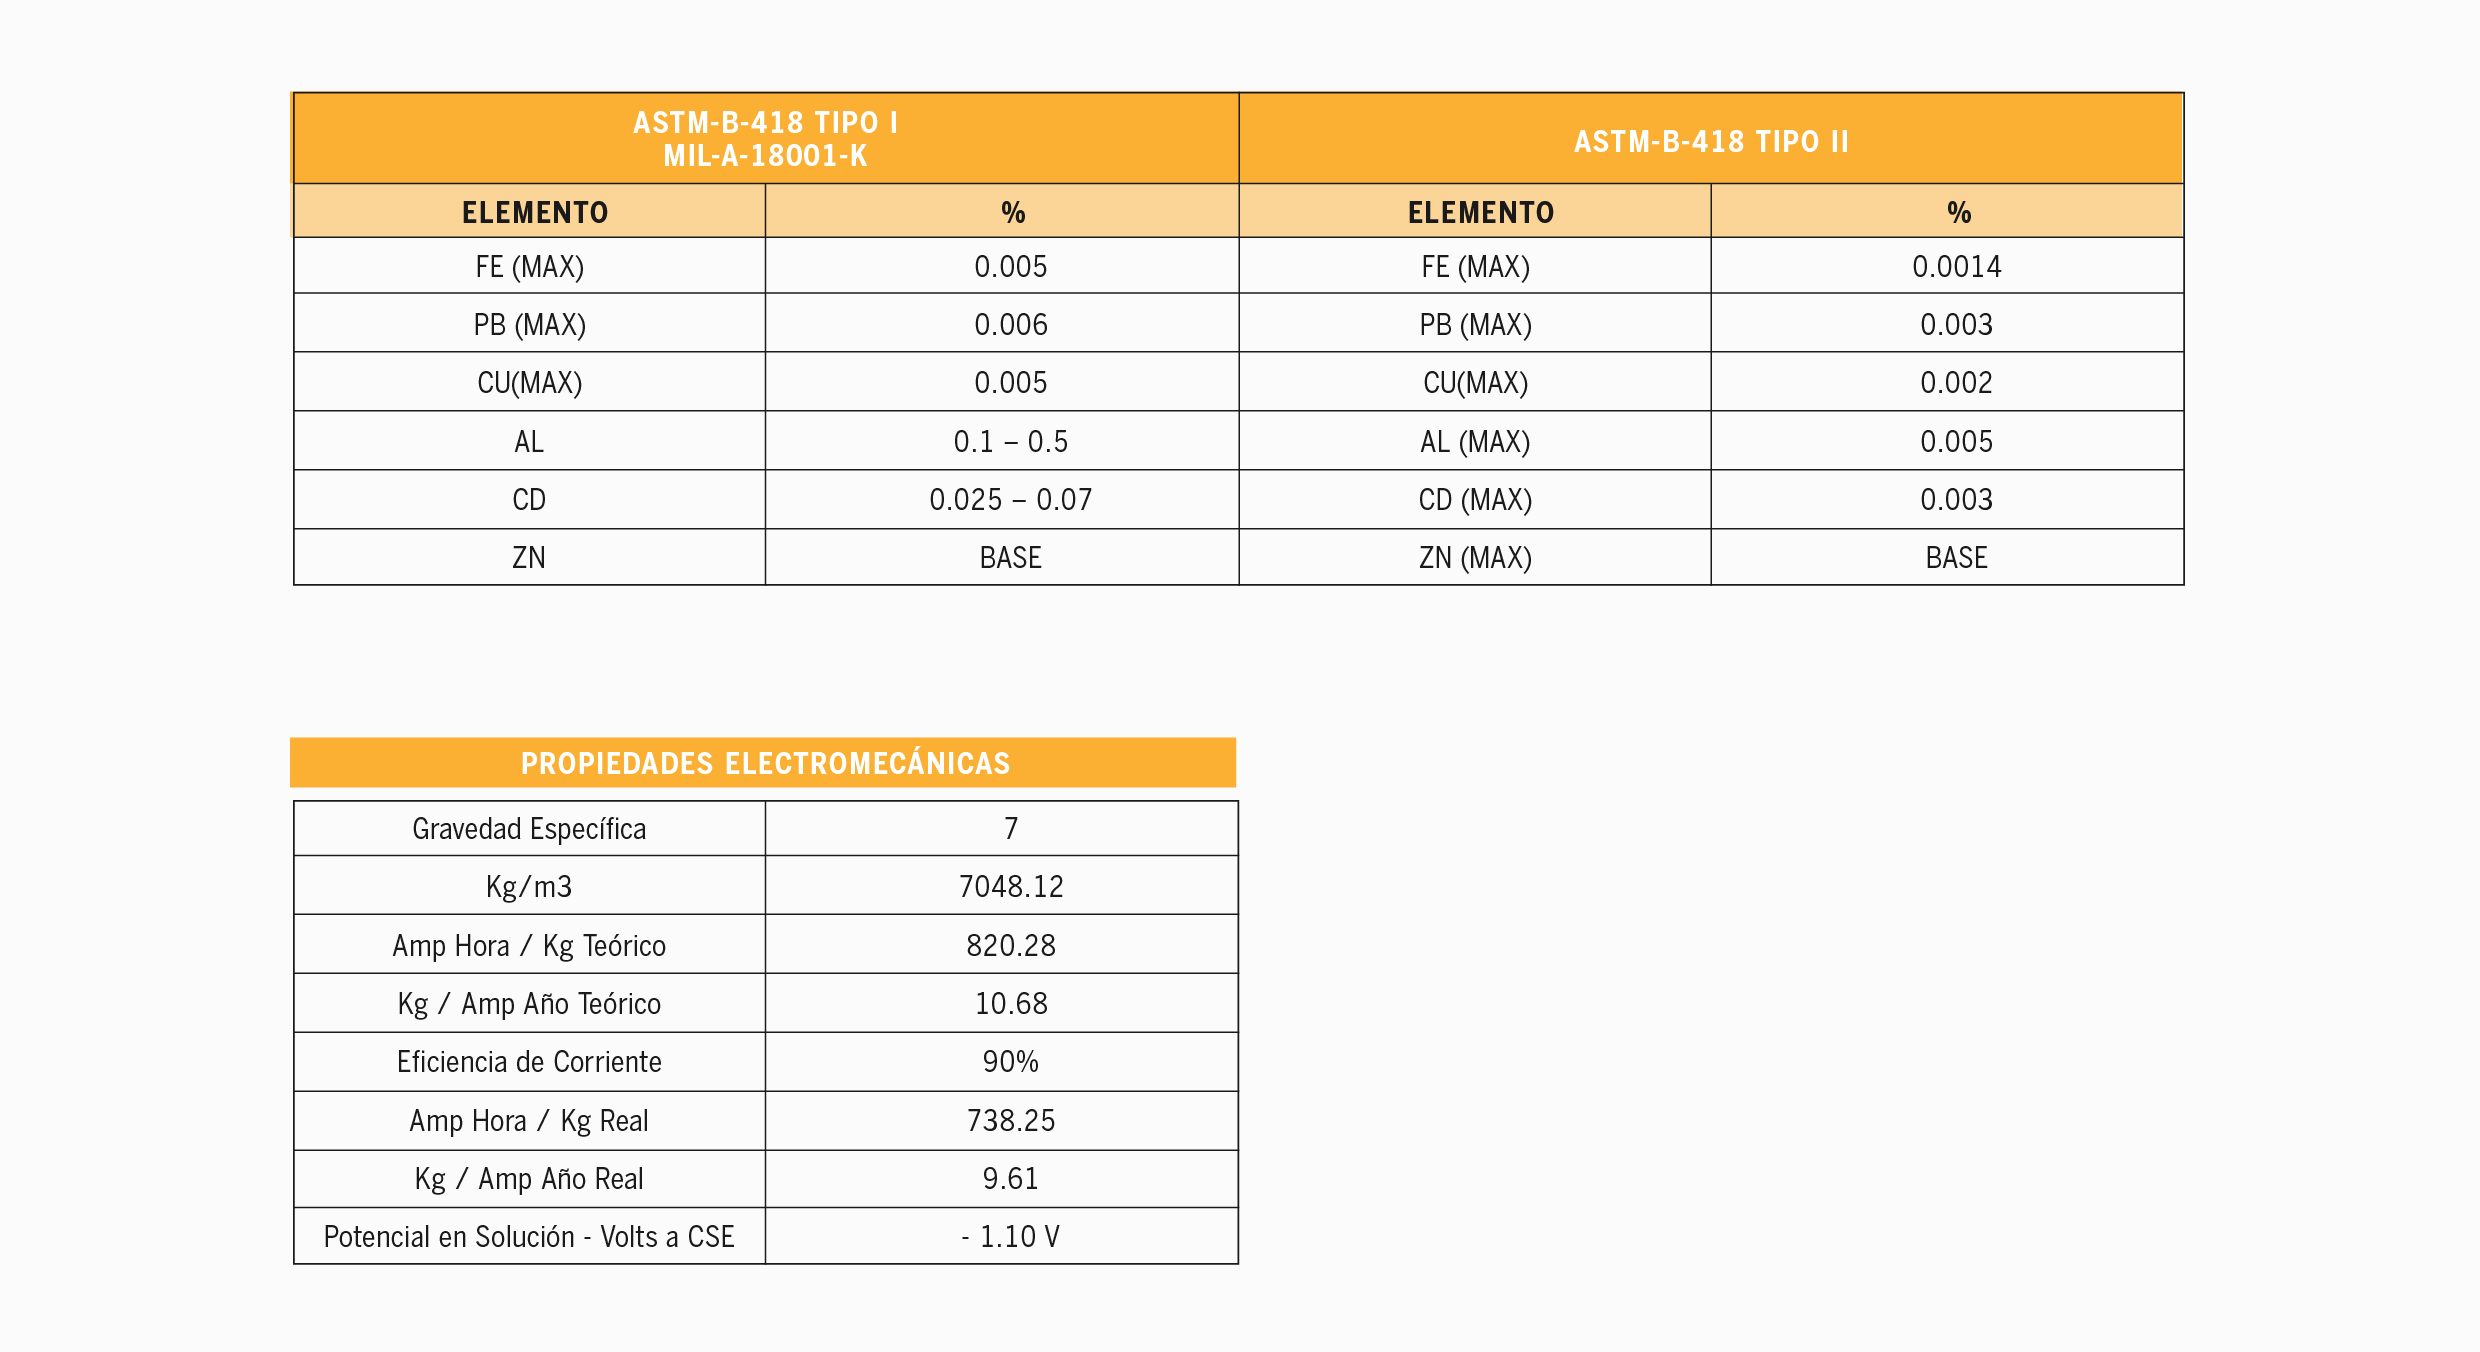 ASTM-B-418 TIPO I
MIL-A-18001-K
ASTM-B-418 TIPO II
ELEMENTO % ELEMENTO %
FE (MAX) 0.005 FE (MAX) 0.0014
PB (MAX) 0.006 PB (MAX) 0.003
CU(MAX) 0.005 CU(MAX) 0.002
AL 0.1 – 0.5 AL (MAX) 0.005
CD 0.025 – 0.07 CD (MAX) 0.003
ZN BASE ZN (MAX) BASE
PROPIEDADES ELECTROMECÁNICAS
Gravedad Específica 7
Kg/m3 7048.12
Amp Hora / Kg Teórico 820.28
Kg / Amp Año Teórico 10.68
Eficiencia de Corriente 90%
Amp Hora / Kg Real 738.25
Kg / Amp Año Real 9.61
Potencial en Solución - Volts a CSE - 1.10 V